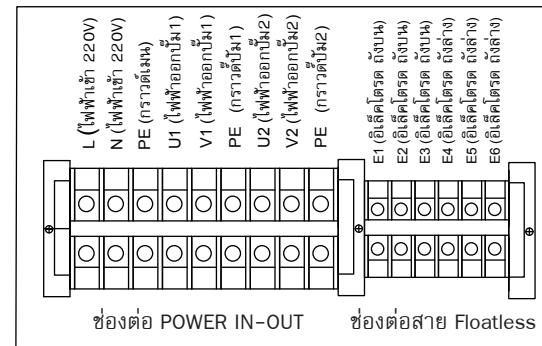 L (ไฟฟ้าเข้า 220V)
N (ไฟฟ้าเข้า 220V)
PE (กราวด์เมน)
U1 (ไฟฟ้าออกปั๊ม1)
V1 (ไฟฟ้าออกปั๊ม1)
PE (กราวด์ปั๊ม1)
U2 (ไฟฟ้าออกปั๊ม2)
V2 (ไฟฟ้าออกปั๊ม2)
PE (กราวด์ปั๊ม2)
E1 (อิเล็คโตรด ถังบน)
E2 (อิเล็คโตรด ถังบน)
E3 (อิเล็คโตรด ถังบน)
E4 (อิเล็คโตรด ถังล่าง)
E5 (อิเล็คโตรด ถังล่าง)
E6 (อิเล็คโตรด ถังล่าง)
ช่องต่อ POWER IN-OUT
ช่องต่อสาย Floatless